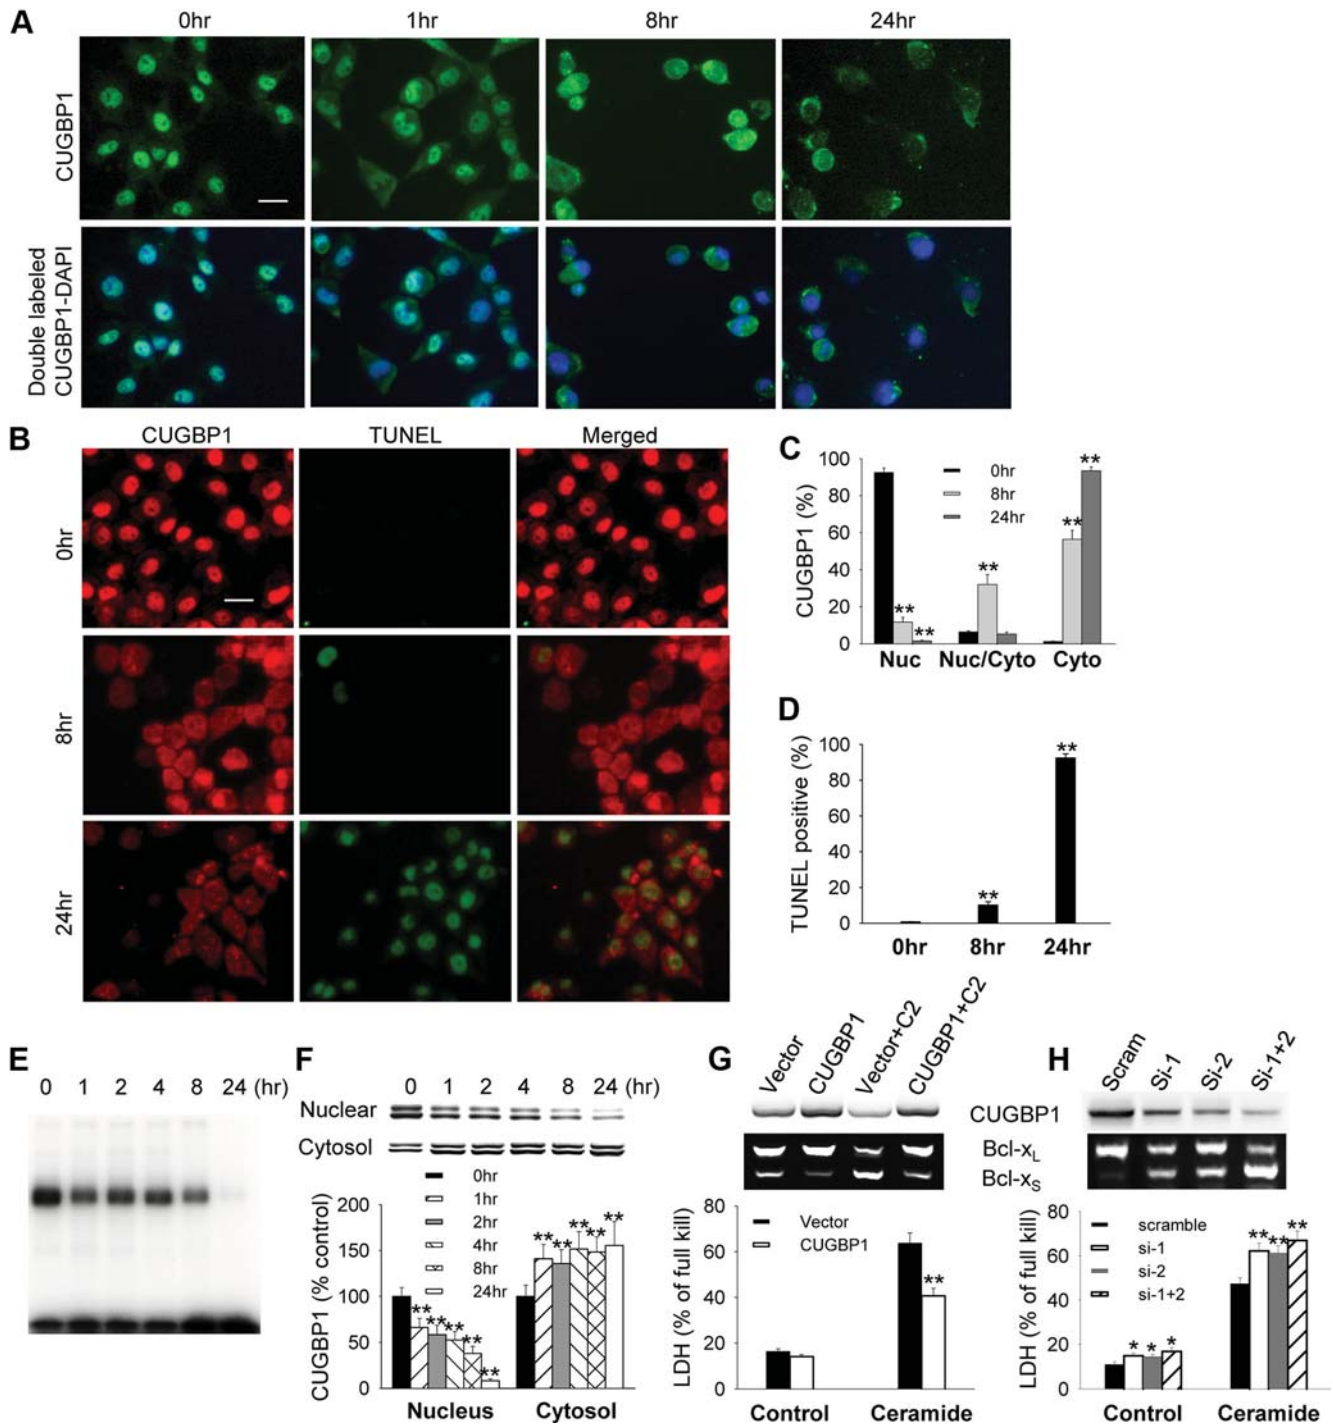 A
0hr 1hr 8hr 24hr
CUGBP1
Double labeled
CUGBP1-DAPI
B
CUGBP1 TUNEL Merged
0hr
8hr
24hr
C
100
80
60
40
20
0
CUGBP1 (%)
0hr
8hr
24hr
** ** ** ** **
Nuc Nuc/Cyto Cyto
D
100
80
60
40
20
0
TUNEL positive (%)
** **
0hr 8hr 24hr
E
0 1 2 4 8 24 (hr)
F
0 1 2 4 8 24 (hr)
Nuclear
Cytosol
0hr
1hr
2hr
4hr
8hr
24hr
200
150
100
50
0
CUGBP1 (% control)
** ** ** ** ** ** ** ** ** **
Nucleus Cytosol
G
Vector CUGBP1 Vector+C2 CUGBP1+C2
CUGBP1
Bcl-xL
Bcl-xS
80
60
40
20
0
LDH (% of full kill)
Vector
CUGBP1
**
Control Ceramide
H
Scram Si-1 Si-2 Si-1+2
80
60
40
20
0
LDH (% of full kill)
scramble
si-1
si-2
si-1+2
* * * ** ** **
Control Ceramide